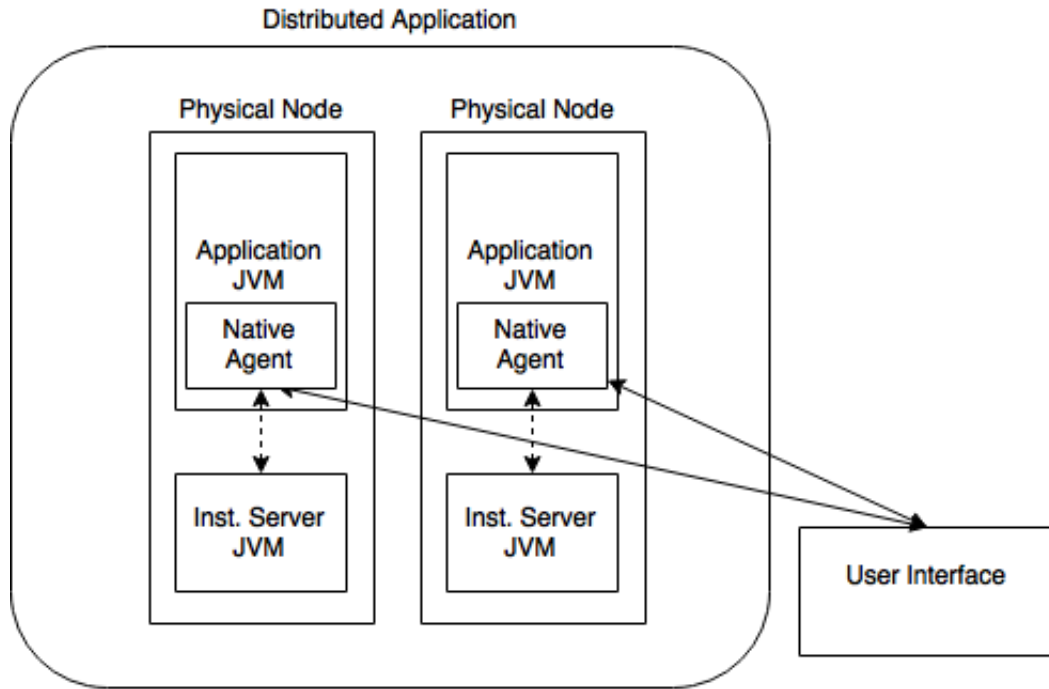 Distributed Application
Physical Node
Physical Node
Application
JVM
Native
Agent
Inst. Server
JVM
Application
JVM
Native
Agent
Inst. Server
JVM
User Interface